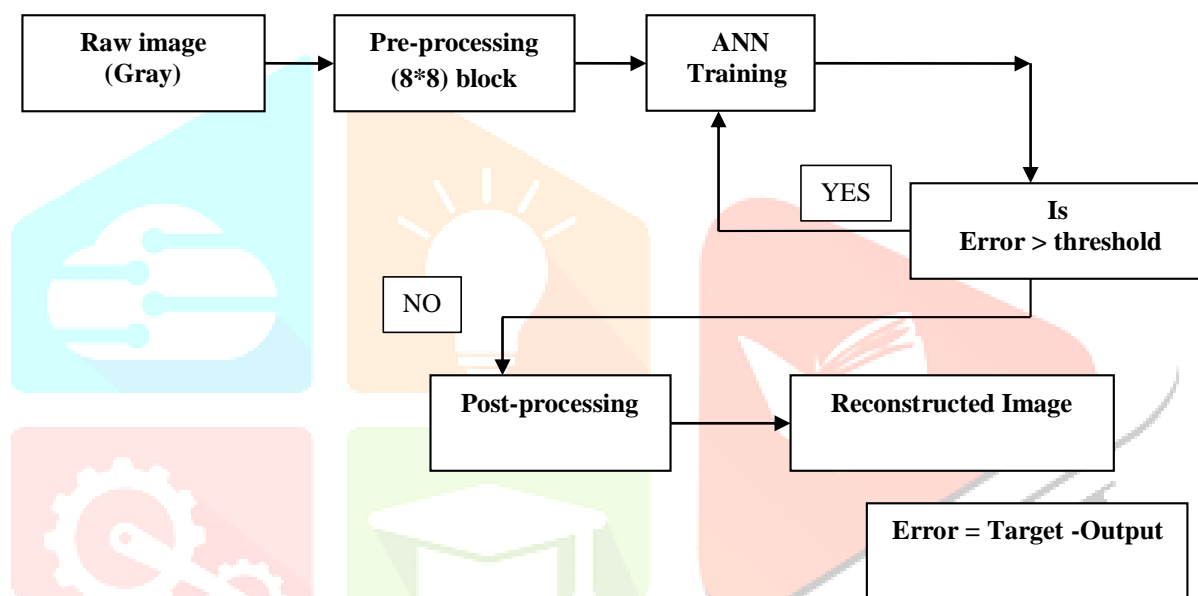 Raw image
(Gray)
Pre-processing
(8*8) block
ANN
Training
YES
Is
Error > threshold
NO
Post-processing
Reconstructed Image
Error = Target -Output